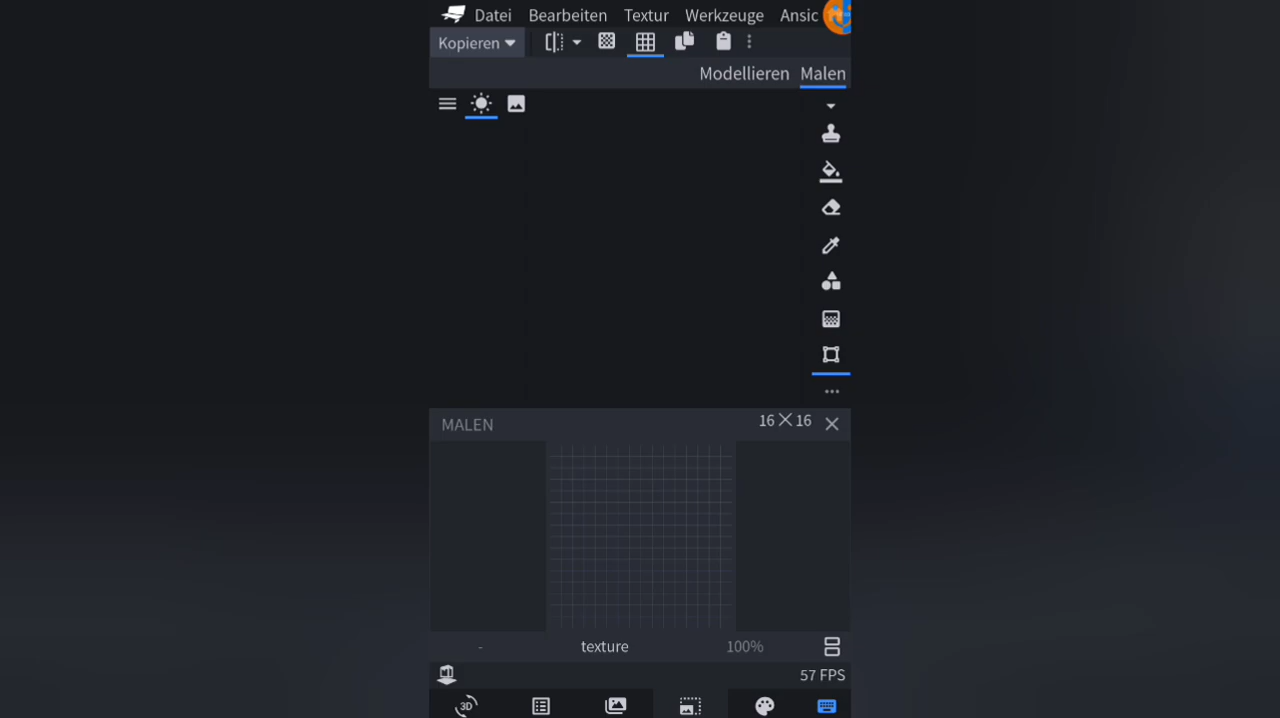 Datei Bearbeiten Textur Werkzeuge Ansic
Kopieren
Modellieren Malen
MALEN 16×16
- texture 100%
57 FPS
3D